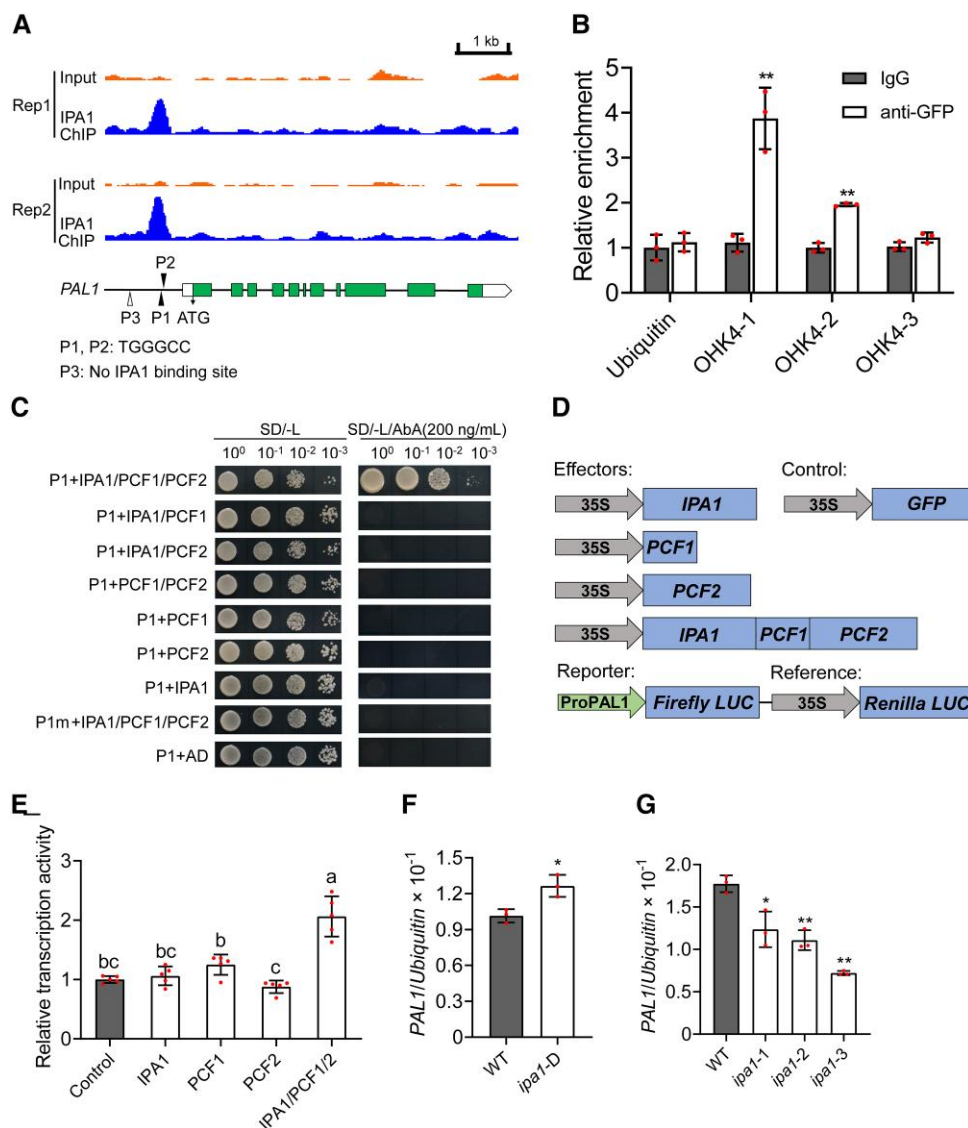 A
1 kb
Input
Rep1
IPA1
ChIP
Input
Rep2
IPA1
ChIP
P2
PAL1
P3 P1 ATG
P1, P2: TGGGCC
P3: No IPA1 binding site
B
Relative enrichment
5
4
3
2
1
0
**
**
IgG
anti-GFP
Ubiquitin
OHK4-1
OHK4-2
OHK4-3
C
SD/-L SD/-L/AbA(200 ng/mL)
10⁰ 10⁻¹ 10⁻² 10⁻³ 10⁰ 10⁻¹ 10⁻² 10⁻³
P1+IPA1/PCF1/PCF2
P1+IPA1/PCF1
P1+IPA1/PCF2
P1+PCF1/PCF2
P1+PCF1
P1+PCF2
P1+IPA1
P1m+IPA1/PCF1/PCF2
P1+AD
D
Effectors: Control:
35S IPA1 35S GFP
35S PCF1
35S PCF2
35S IPA1 PCF1 PCF2
Reporter: Reference:
ProPAL1 Firefly LUC 35S Renilla LUC
E
Relative transcription activity
3
2
1
0
bc bc b c a
Control
IPA1
PCF1
PCF2
IPA1/PCF1/2
F
PAL1/Ubiquitin × 10⁻¹
1.5
1.2
0.9
0.6
0.3
0
*
WT
ipa1-D
G
PAL1/Ubiquitin × 10⁻¹
2.0
1.5
1.0
0.5
0
* ** **
WT
ipa1-1
ipa1-2
ipa1-3